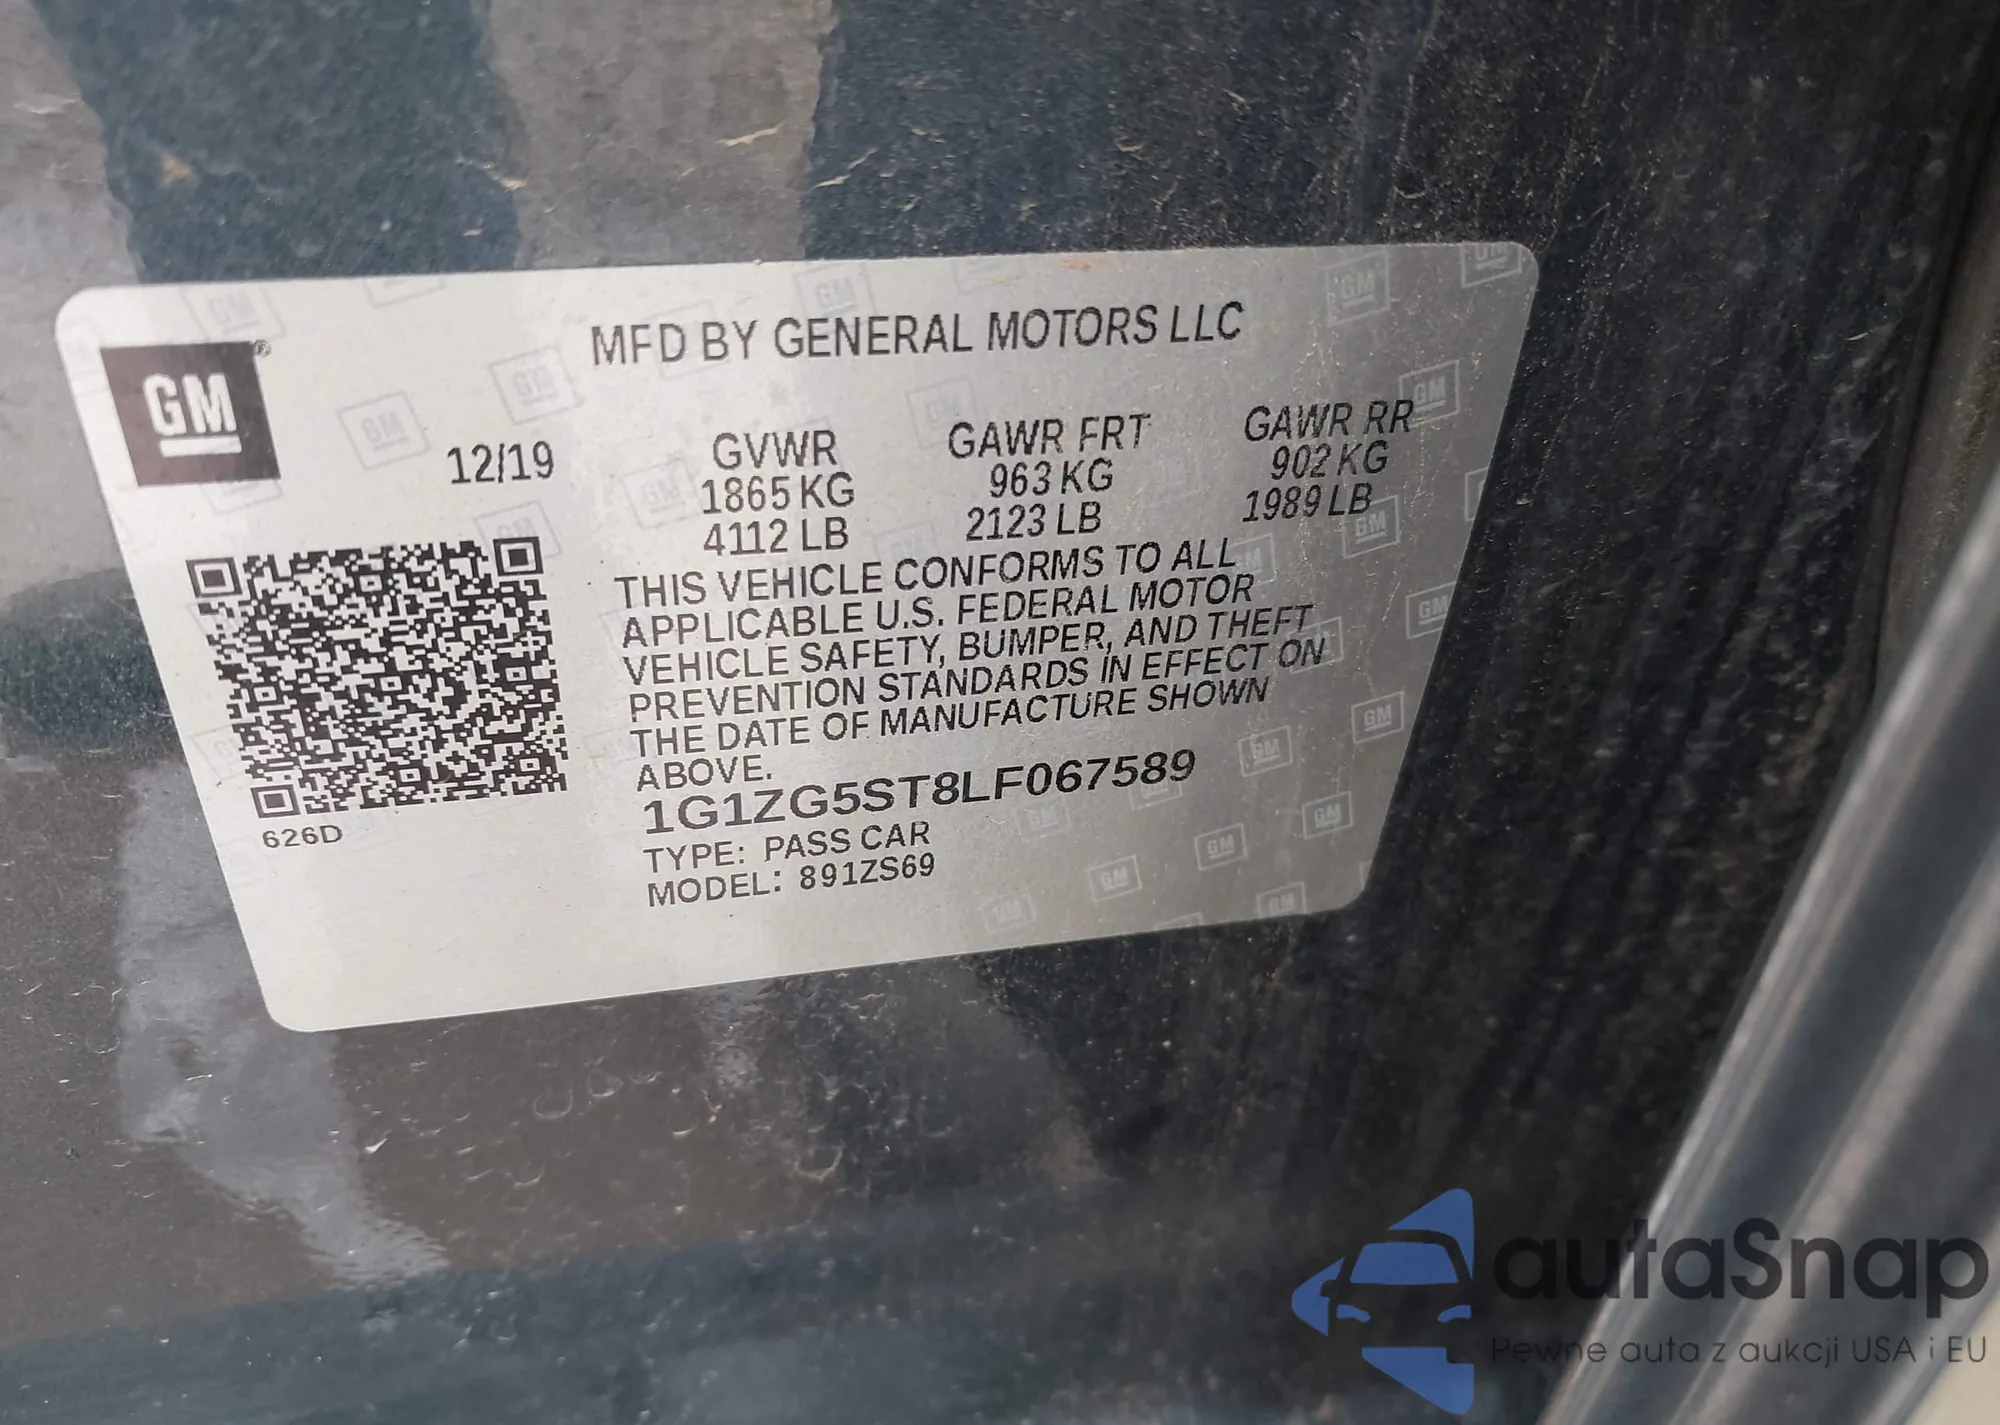 MFD BY GENERAL MOTORS LLC
GM®
12/19
GVWR
1865 KG
4112 LB
GAWR FRT
963 KG
2123 LB
GAWR RR
902 KG
1989 LB
THIS VEHICLE CONFORMS TO ALL
APPLICABLE U.S. FEDERAL MOTOR
VEHICLE SAFETY, BUMPER, AND THEFT
PREVENTION STANDARDS IN EFFECT ON
THE DATE OF MANUFACTURE SHOWN
ABOVE.
1G1ZG5ST8LF067589
TYPE: PASS CAR
MODEL: 891ZS69
626D
autaSnap
Pewne auta z aukcji USA i EU